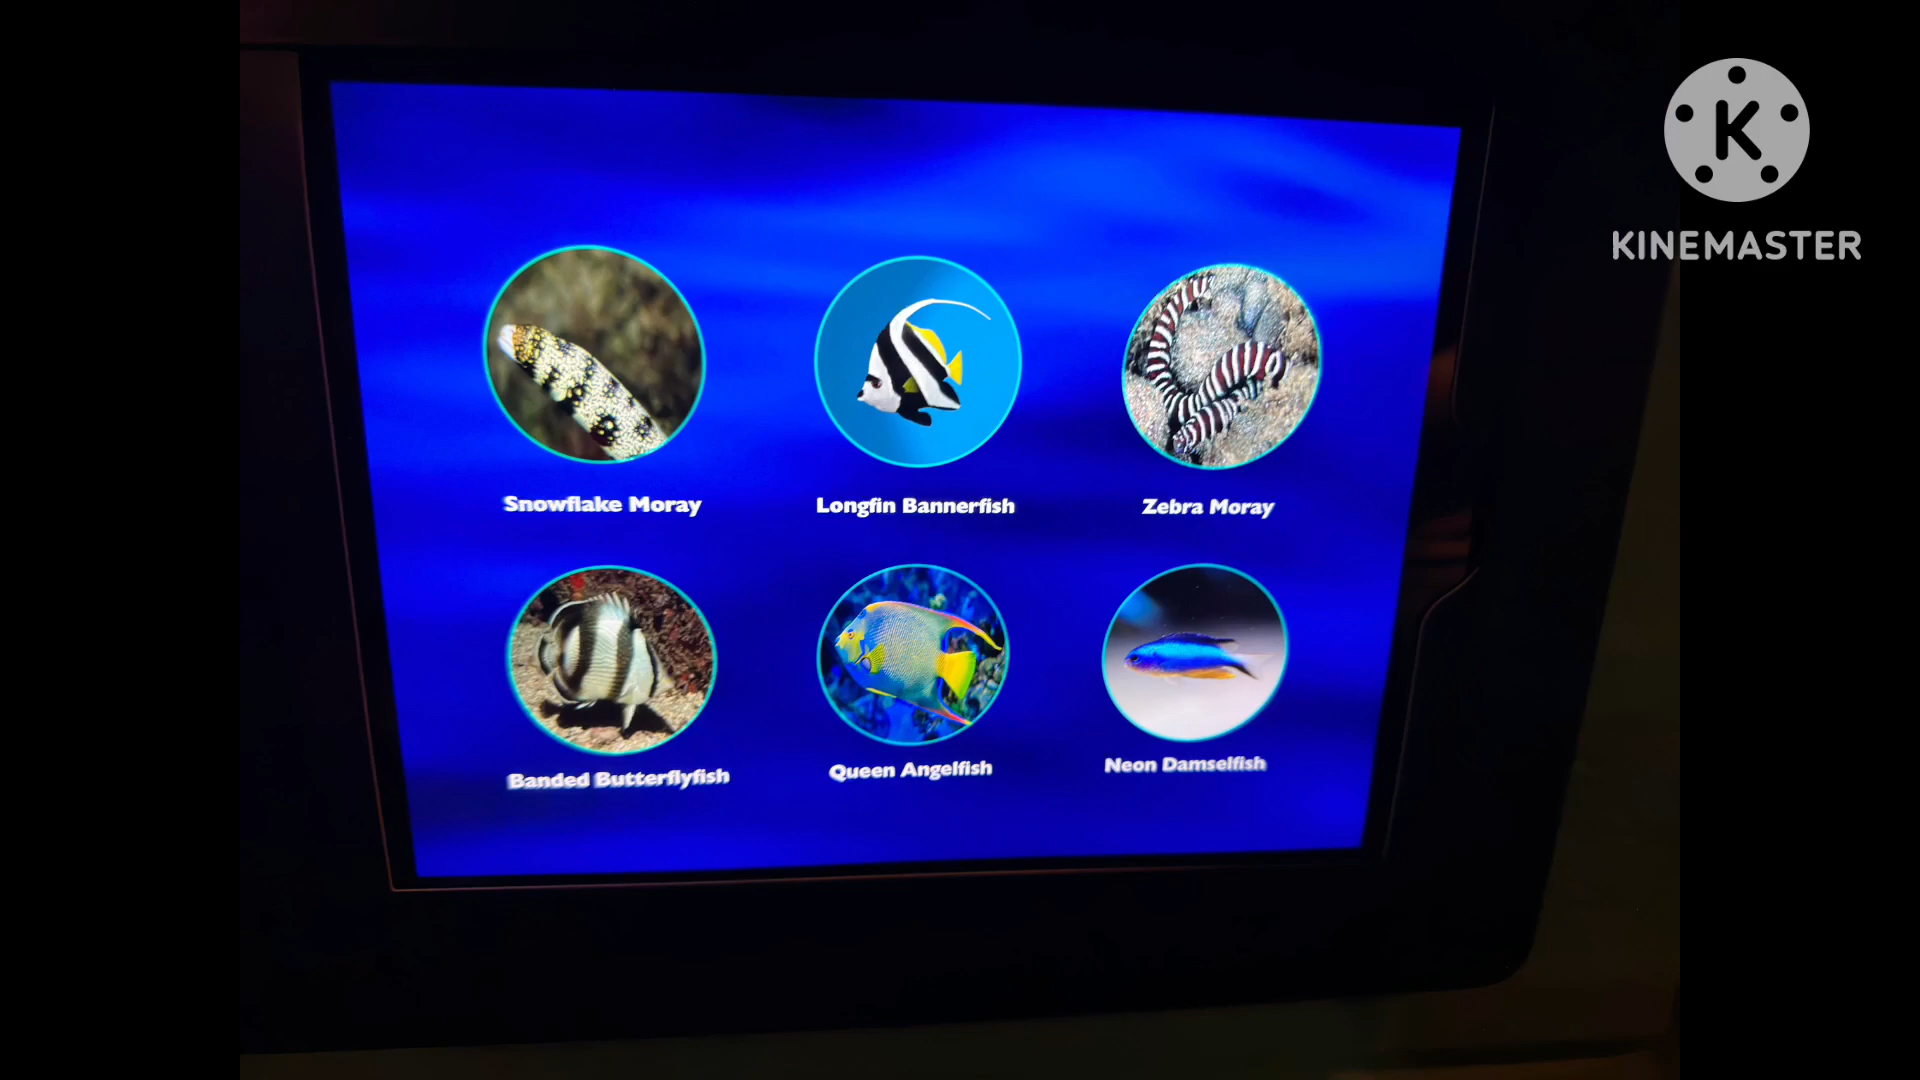 K
KINEMASTER
Snowflake Moray
Longfin Bannerfish
Zebra Moray
Banded Butterflyfish
Queen Angelfish
Neon Damselfish